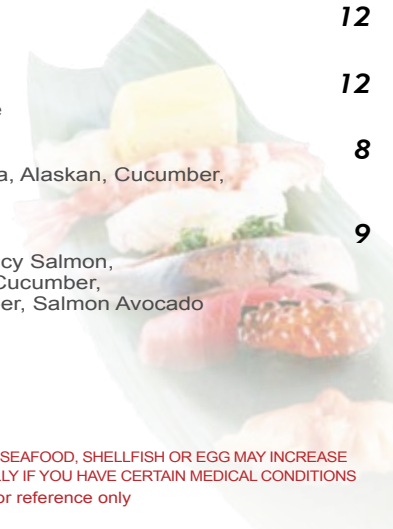 12
12
8
a, Alaskan, Cucumber,
9
cy Salmon,
Cucumber,
er, Salmon Avocado
SEAFOOD, SHELLFISH OR EGG MAY INCREASE
LLY IF YOU HAVE CERTAIN MEDICAL CONDITIONS
or reference only